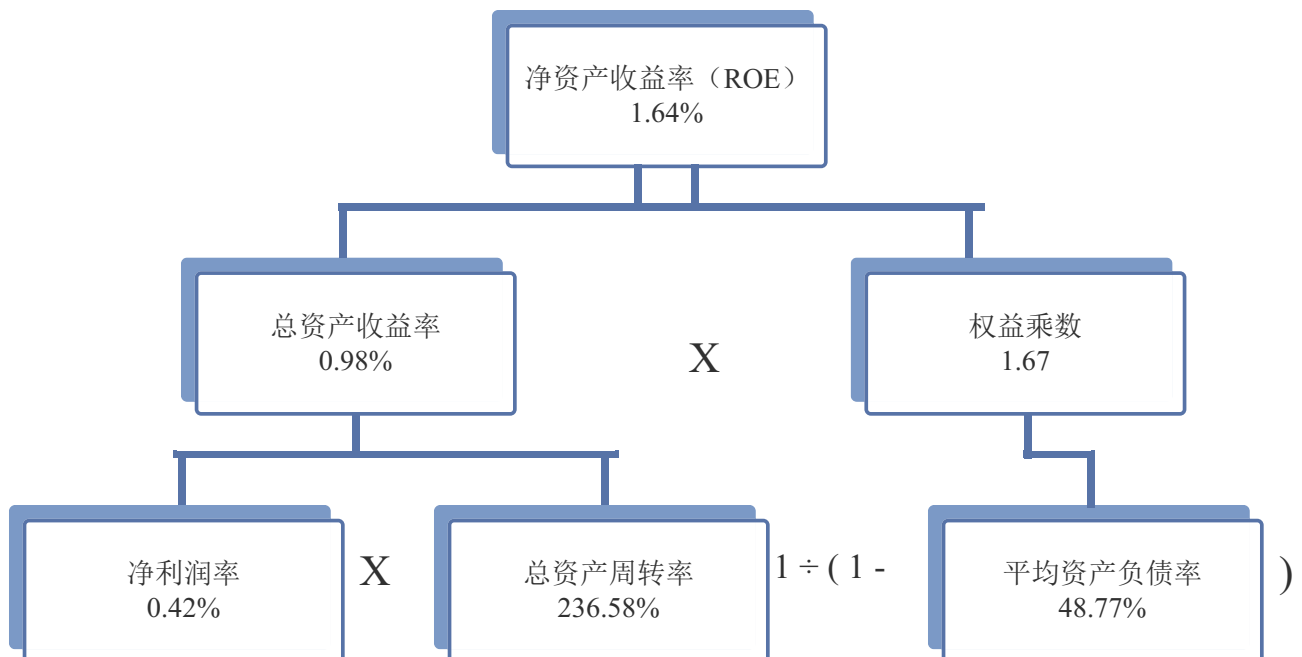 净资产收益率（ROE）
1.64%
总资产收益率
0.98%
X
权益乘数
1.67
净利润率
0.42%
X
总资产周转率
236.58%
1 ÷ ( 1 -
平均资产负债率
48.77%
)